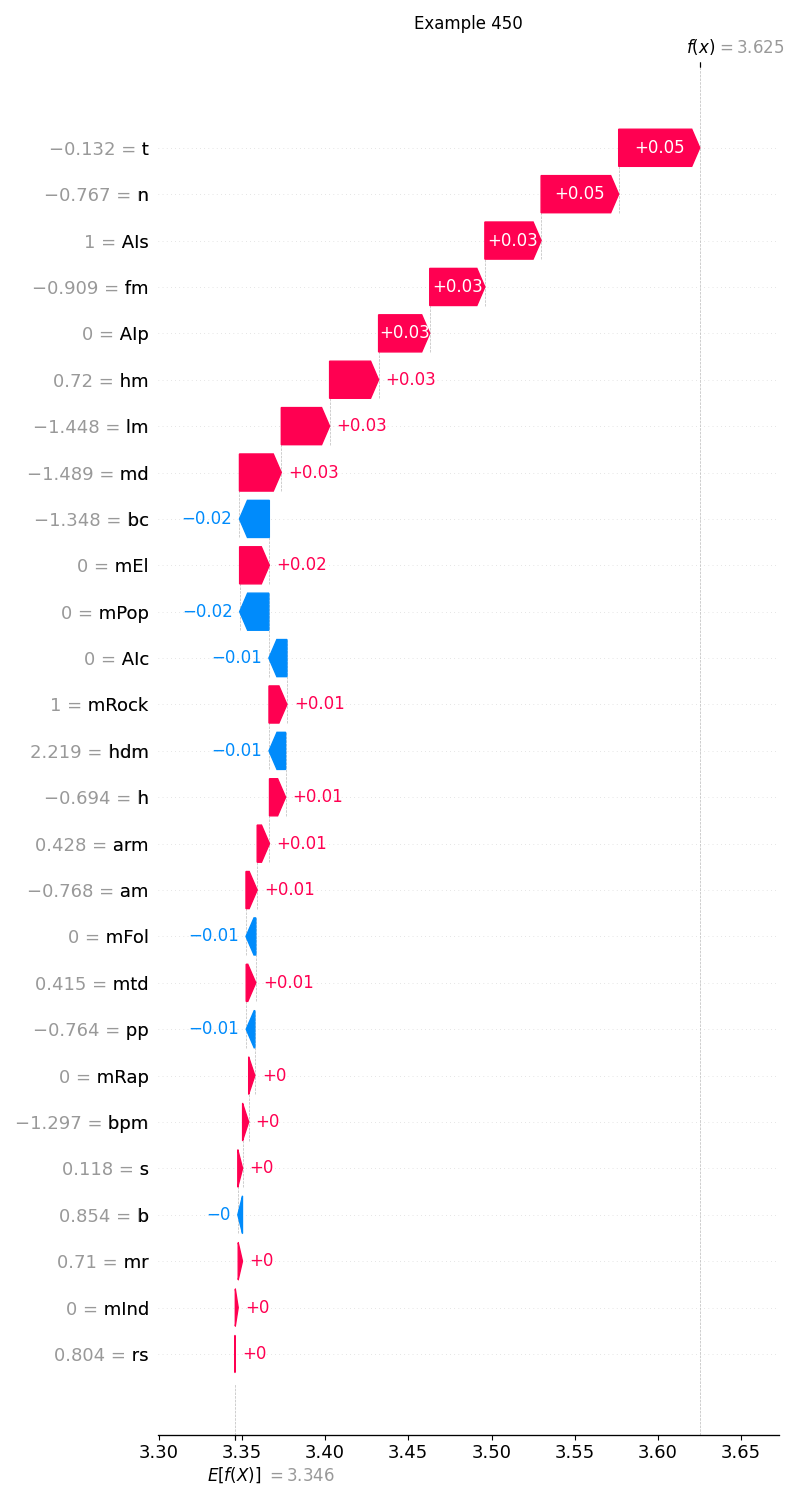 Example 450
f(x) = 3.625
−0.132 = t +0.05
−0.767 = n +0.05
1 = AIs +0.03
−0.909 = fm +0.03
0 = AIp +0.03
0.72 = hm +0.03
−1.448 = lm +0.03
−1.489 = md +0.03
−1.348 = bc −0.02
0 = mEl +0.02
0 = mPop −0.02
0 = AIc −0.01
1 = mRock +0.01
2.219 = hdm −0.01
−0.694 = h +0.01
0.428 = arm +0.01
−0.768 = am +0.01
0 = mFol −0.01
0.415 = mtd +0.01
−0.764 = pp −0.01
0 = mRap +0
−1.297 = bpm +0
0.118 = s +0
0.854 = b −0
0.71 = mr +0
0 = mInd +0
0.804 = rs +0
3.30 3.35 3.40 3.45 3.50 3.55 3.60 3.65
E[f(X)] = 3.346